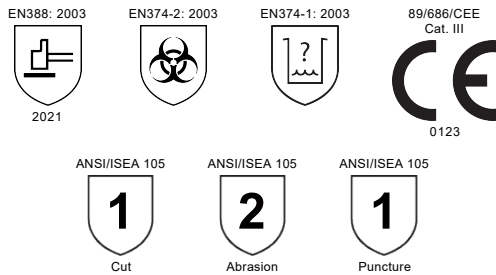 EN388: 2003
EN374-2: 2003
EN374-1: 2003
89/686/CEE
Cat. III
?
CE
2021
0123
ANSI/ISEA 105
ANSI/ISEA 105
ANSI/ISEA 105
1
2
1
Cut
Abrasion
Puncture